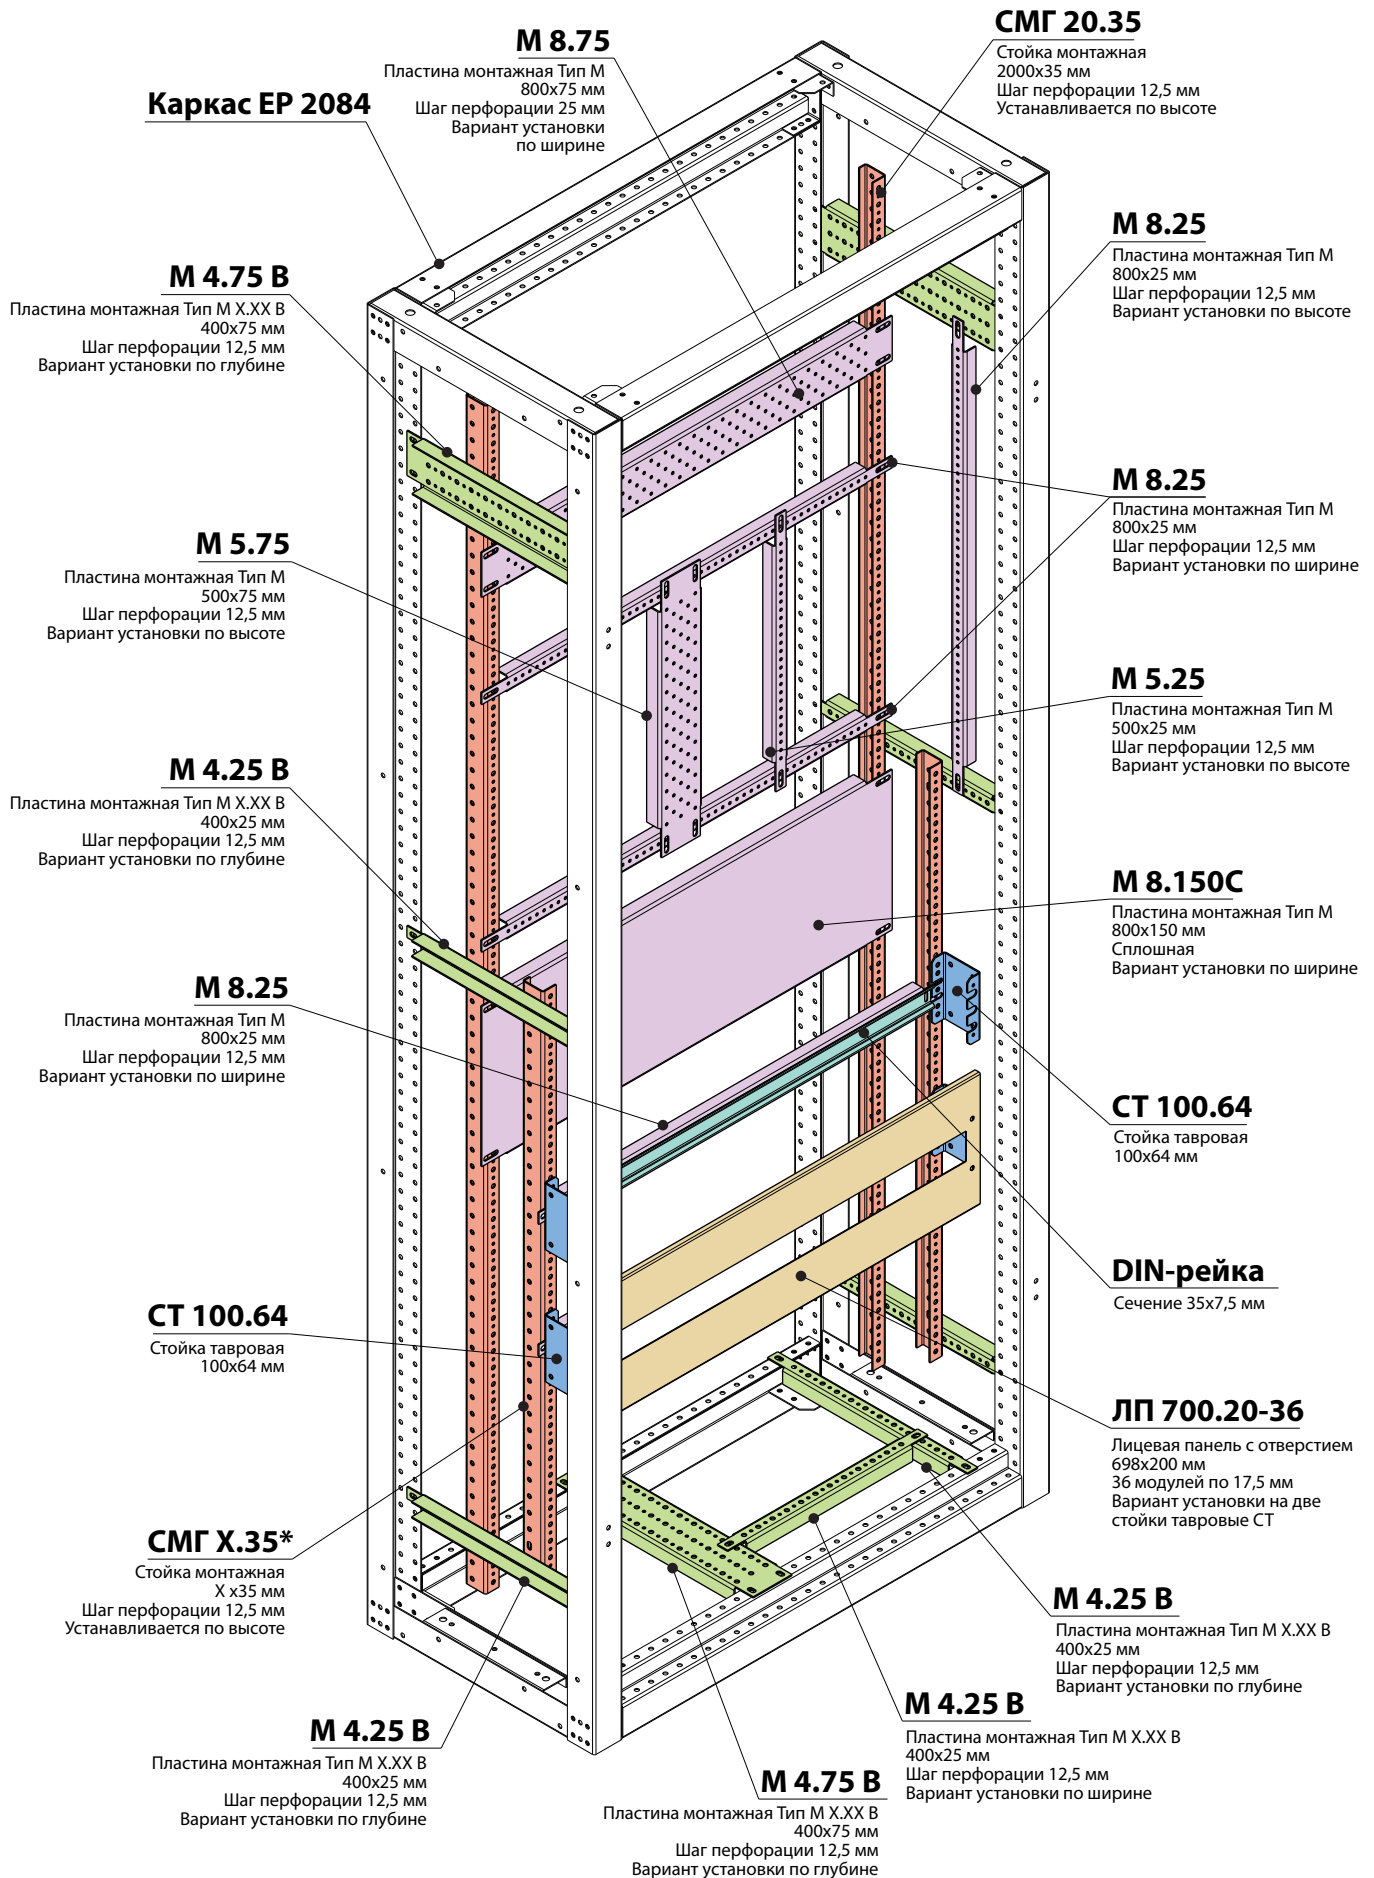 СМГ 20.35
Стойка монтажная
2000х35 мм
Шаг перфорации 12,5 мм
Устанавливается по высоте
М 8.75
Пластина монтажная Тип М
800х75 мм
Шаг перфорации 25 мм
Вариант установки
по ширине
Каркас ЕР 2084
М 8.25
Пластина монтажная Тип М
800х25 мм
Шаг перфорации 12,5 мм
Вариант установки по высоте
М 4.75 В
Пластина монтажная Тип М Х.ХХ В
400х75 мм
Шаг перфорации 12,5 мм
Вариант установки по глубине
М 8.25
Пластина монтажная Тип М
800х25 мм
Шаг перфорации 12,5 мм
Вариант установки по ширине
М 5.75
Пластина монтажная Тип М
500х75 мм
Шаг перфорации 12,5 мм
Вариант установки по высоте
М 5.25
Пластина монтажная Тип М
500х25 мм
Шаг перфорации 12,5 мм
Вариант установки по высоте
М 4.25 В
Пластина монтажная Тип М Х.ХХ В
400х25 мм
Шаг перфорации 12,5 мм
Вариант установки по глубине
М 8.150С
Пластина монтажная Тип М
800х150 мм
Сплошная
Вариант установки по ширине
М 8.25
Пластина монтажная Тип М
800х25 мм
Шаг перфорации 12,5 мм
Вариант установки по ширине
СТ 100.64
Стойка тавровая
100х64 мм
DIN-рейка
Сечение 35х7,5 мм
СТ 100.64
Стойка тавровая
100х64 мм
ЛП 700.20-36
Лицевая панель с отверстием
698х200 мм
36 модулей по 17,5 мм
Вариант установки на две
стойки тавровые СТ
СМГ Х.35*
Стойка монтажная
Х х35 мм
Шаг перфорации 12,5 мм
Устанавливается по высоте
М 4.25 В
Пластина монтажная Тип М Х.ХХ В
400х25 мм
Шаг перфорации 12,5 мм
Вариант установки по глубине
М 4.25 В
Пластина монтажная Тип М Х.ХХ В
400х25 мм
Шаг перфорации 12,5 мм
Вариант установки по ширине
М 4.25 В
Пластина монтажная Тип М Х.ХХ В
400х25 мм
Шаг перфорации 12,5 мм
Вариант установки по глубине
М 4.75 В
Пластина монтажная Тип М Х.ХХ В
400х75 мм
Шаг перфорации 12,5 мм
Вариант установки по глубине